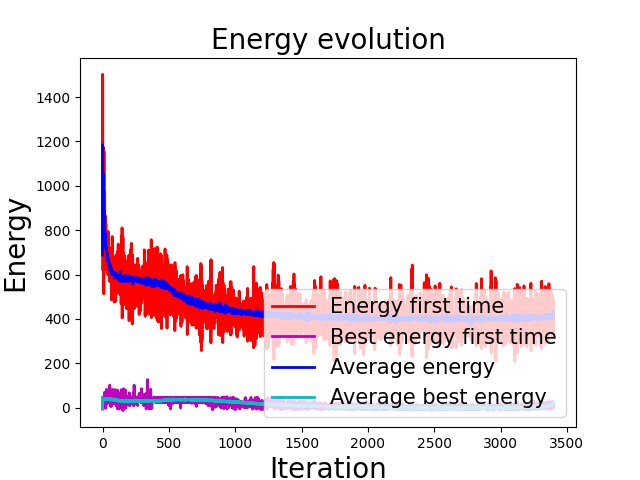 Energy evolution
Energy
1400
1200
1000
800
600
400
200
0
Energy first time
Best energy first time
Average energy
Average best energy
0 500 1000 1500 2000 2500 3000 3500
Iteration